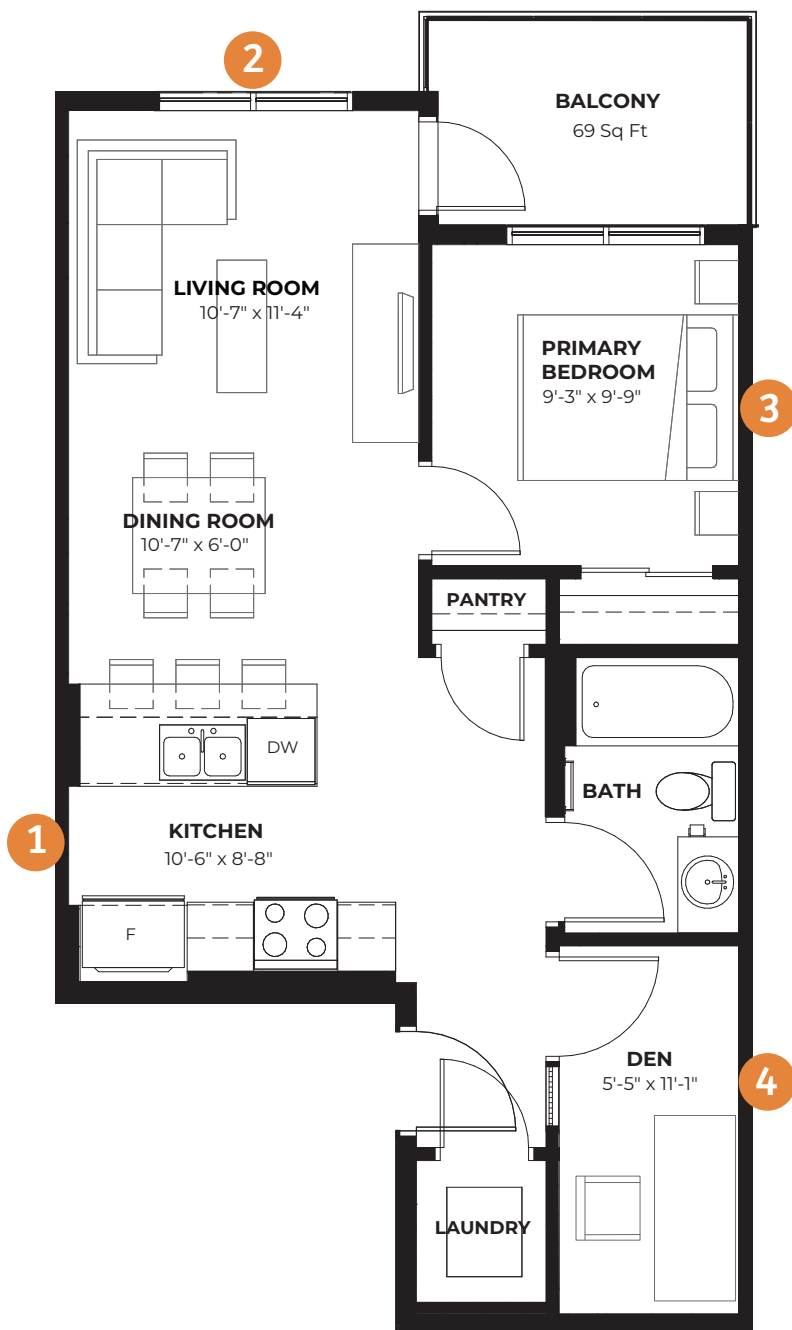 2
BALCONY
69 Sq Ft
LIVING ROOM
10'-7" x 11'-4"
PRIMARY
BEDROOM
9'-3" x 9'-9"
3
DINING ROOM
10'-7" x 6'-0"
PANTRY
DW
BATH
1
KITCHEN
10'-6" x 8'-8"
F
DEN
5'-5" x 11'-1"
4
LAUNDRY